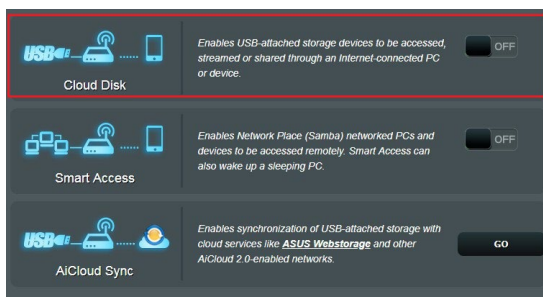 USB
Cloud Disk
Enables USB-attached storage devices to be accessed,
streamed or shared through an Internet-connected PC
or device.
OFF
Smart Access
Enables Network Place (Samba) networked PCs and
devices to be accessed remotely. Smart Access can
also wake up a sleeping PC.
OFF
USB
AiCloud Sync
Enables synchronization of USB-attached storage with
cloud services like ASUS Webstorage and other
AiCloud 2.0-enabled networks.
GO